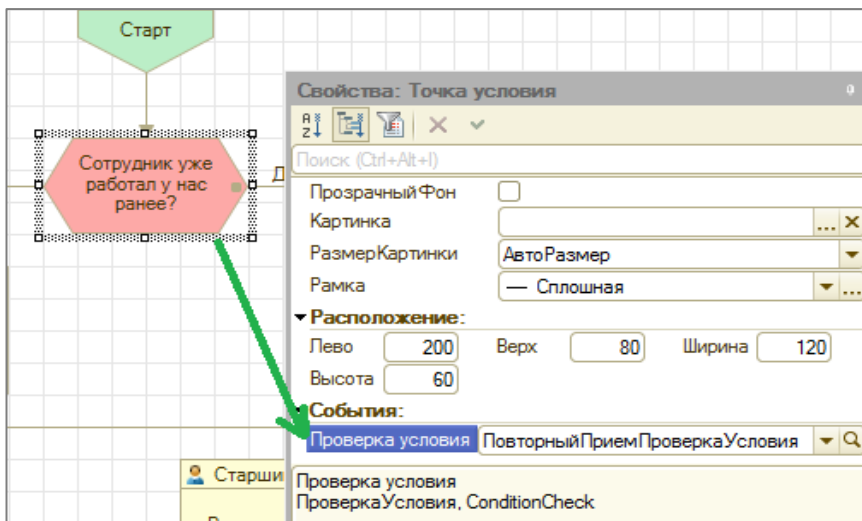 Старт
Сотрудник уже
работал у нас
ранее?
Свойства: Точка условия
Поиск (Ctrl+Alt+I)
ПрозрачныйФон
Картинка
РазмерКартинки АвтоРазмер
Рамка Сплошная
Расположение:
Лево 200 Верх 80 Ширина 120
Высота 60
События:
Проверка условия ПовторныйПриемПроверкаУсловия
Проверка условия
ПроверкаУсловия, ConditionCheck